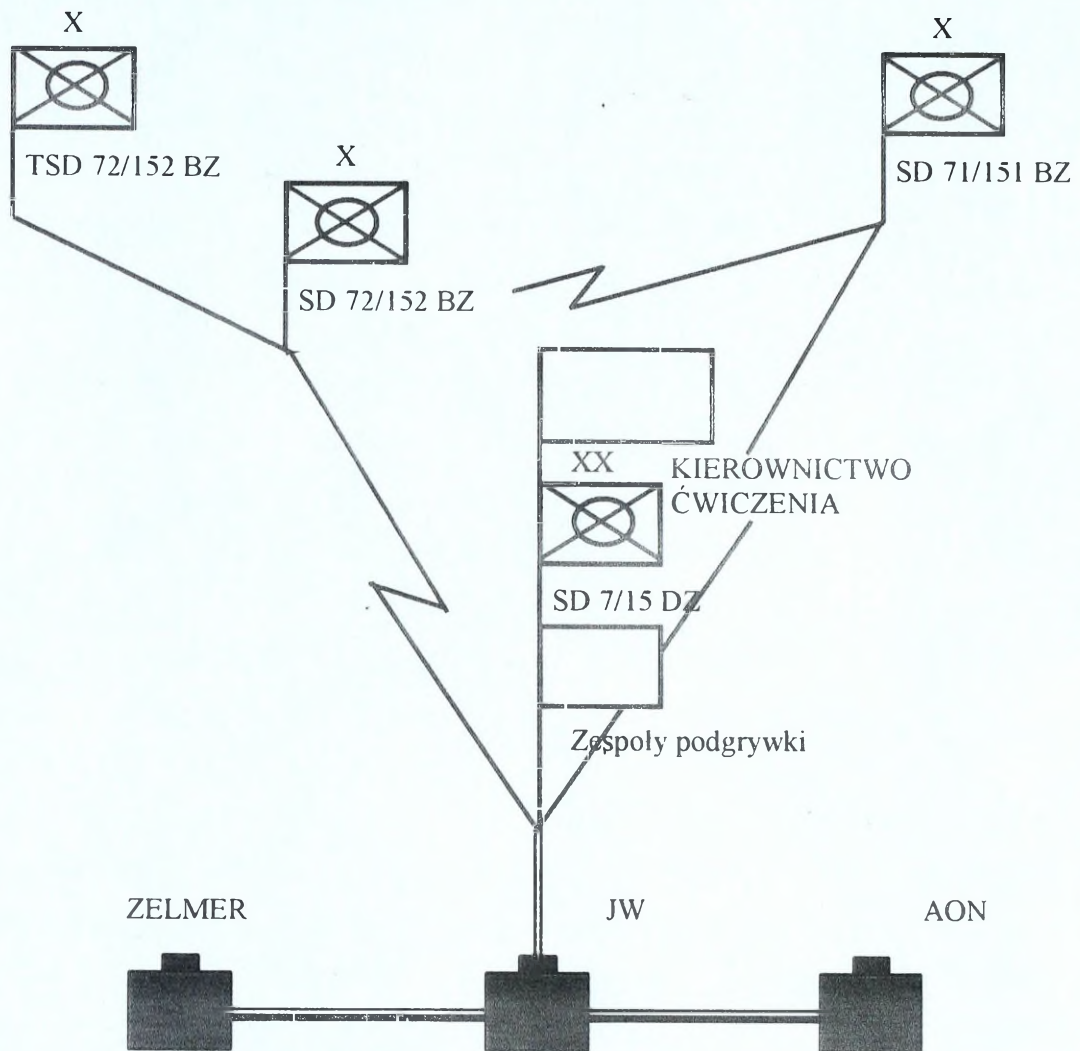 X
TSD 72/152 BZ
X
SD 72/152 BZ
X
SD 71/151 BZ
KIEROWNICTWO
ĆWICZENIA
XX
SD 7/15 DZ
Zespoły podgrywki
ZELMER
JW
AON